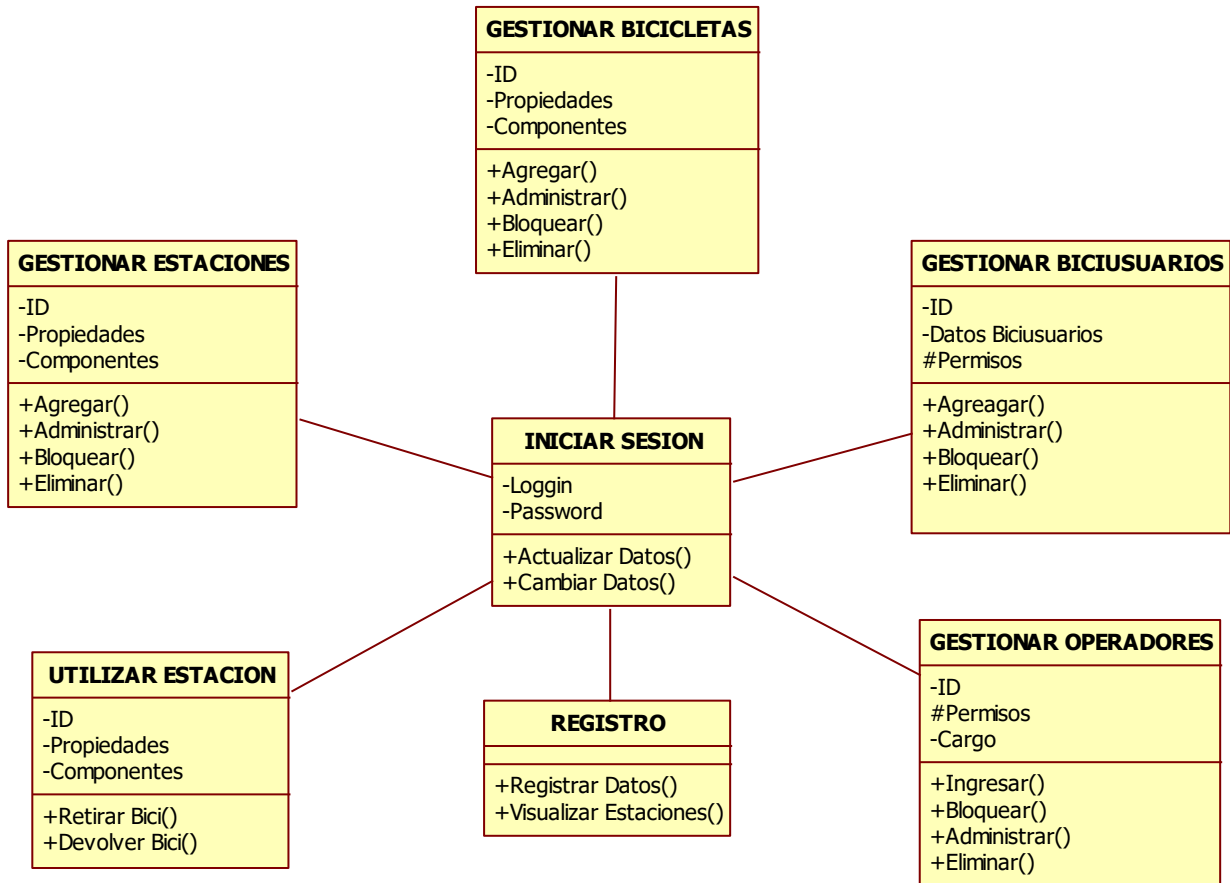 GESTIONAR BICICLETAS
-ID
-Propiedades
-Componentes
+Agregar()
+Administrar()
+Bloquear()
+Eliminar()
GESTIONAR ESTACIONES
-ID
-Propiedades
-Componentes
+Agregar()
+Administrar()
+Bloquear()
+Eliminar()
GESTIONAR BICIUSUARIOS
-ID
-Datos Biciusuarios
#Permisos
+Agreagar()
+Administrar()
+Bloquear()
+Eliminar()
INICIAR SESION
-Loggin
-Password
+Actualizar Datos()
+Cambiar Datos()
UTILIZAR ESTACION
-ID
-Propiedades
-Componentes
+Retirar Bici()
+Devolver Bici()
REGISTRO
+Registrar Datos()
+Visualizar Estaciones()
GESTIONAR OPERADORES
-ID
#Permisos
-Cargo
+Ingresar()
+Bloquear()
+Administrar()
+Eliminar()